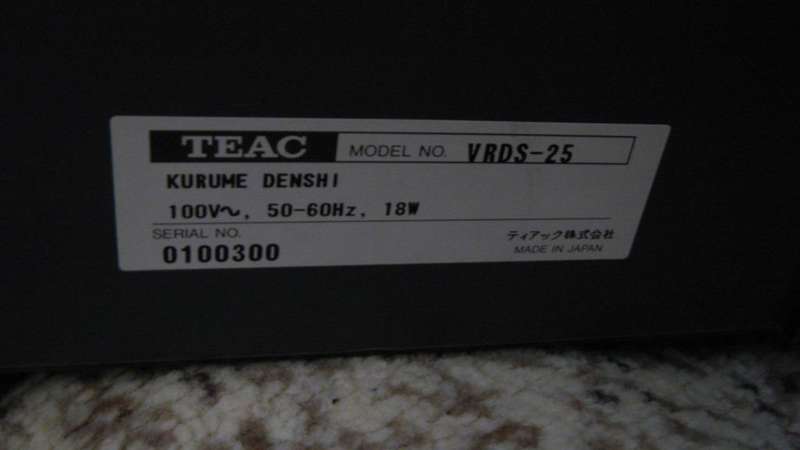 TEAC MODEL NO. VRDS-25
KURUME DENSHI
100V～, 50-60Hz, 18W
SERIAL NO.
0100300
ティアック株式会社
MADE IN JAPAN